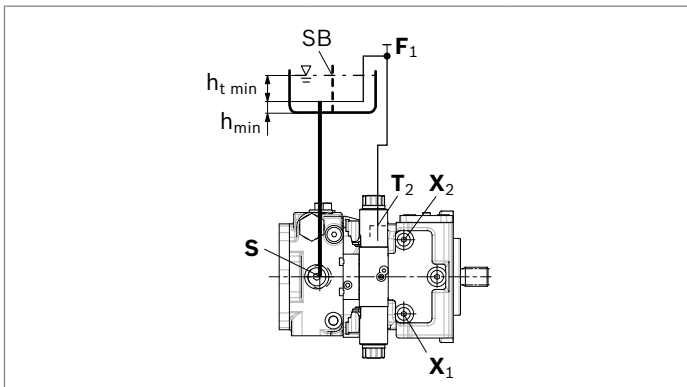 SB
F₁
hₜ ₘᵢₙ
hₘᵢₙ
T₂
X₂
S
X₁